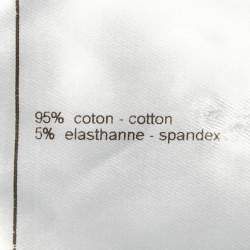 95% coton - cotton
5% elasthanne - spandex